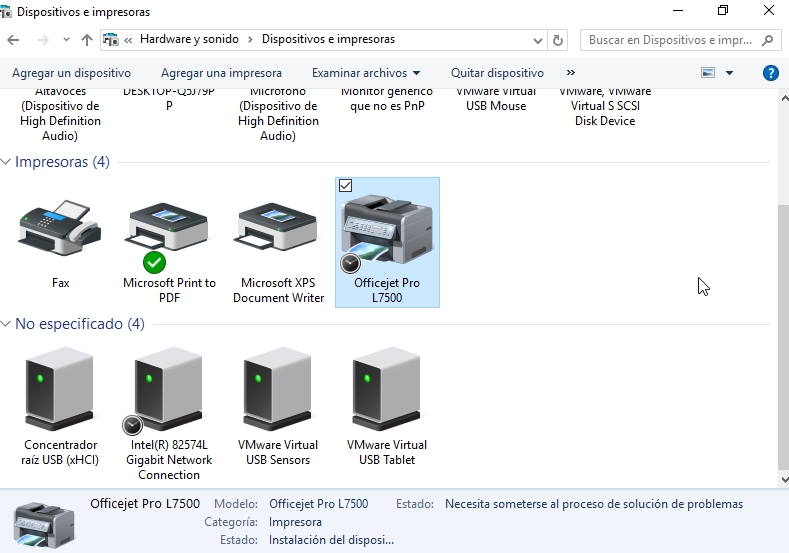 Dispositivos e impresoras
Hardware y sonido > Dispositivos e impresoras
Buscar en Dispositivos e impr...
Agregar un dispositivo Agregar una impresora Examinar archivos Quitar dispositivo »
Altavoces
(Dispositivo de
High Definition
Audio)
DESKTOP-Q5J79P
P
Micrófono
(Dispositivo de
High Definition
Audio)
Monitor genérico
que no es PnP
VMware Virtual
USB Mouse
VMware, VMware
Virtual S SCSI
Disk Device
Impresoras (4)
Fax
Microsoft Print to
PDF
Microsoft XPS
Document Writer
Officejet Pro
L7500
No especificado (4)
Concentrador
raíz USB (xHCI)
Intel(R) 82574L
Gigabit Network
Connection
VMware Virtual
USB Sensors
VMware Virtual
USB Tablet
Officejet Pro L7500 Modelo: Officejet Pro L7500 Estado: Necesita someterse al proceso de solución de problemas
Categoría: Impresora
Estado: Instalación del disposi...